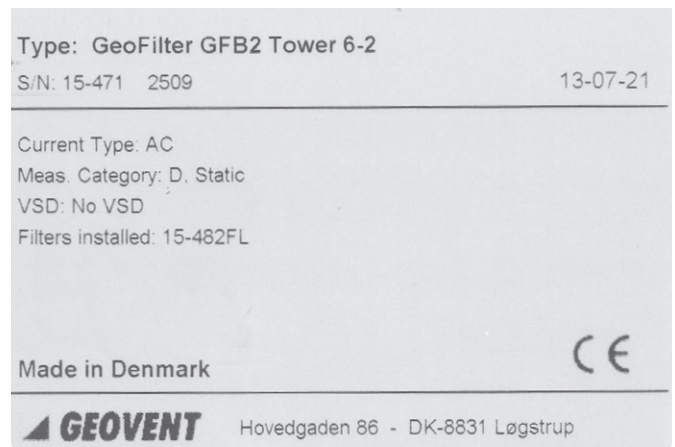 Type: GeoFilter GFB2 Tower 6-2
S/N: 15-471 2509 13-07-21
Current Type: AC
Meas. Category: D. Static
VSD: No VSD
Filters installed: 15-482FL
Made in Denmark CE
GEOVENT Hovedgaden 86 - DK-8831 Løgstrup